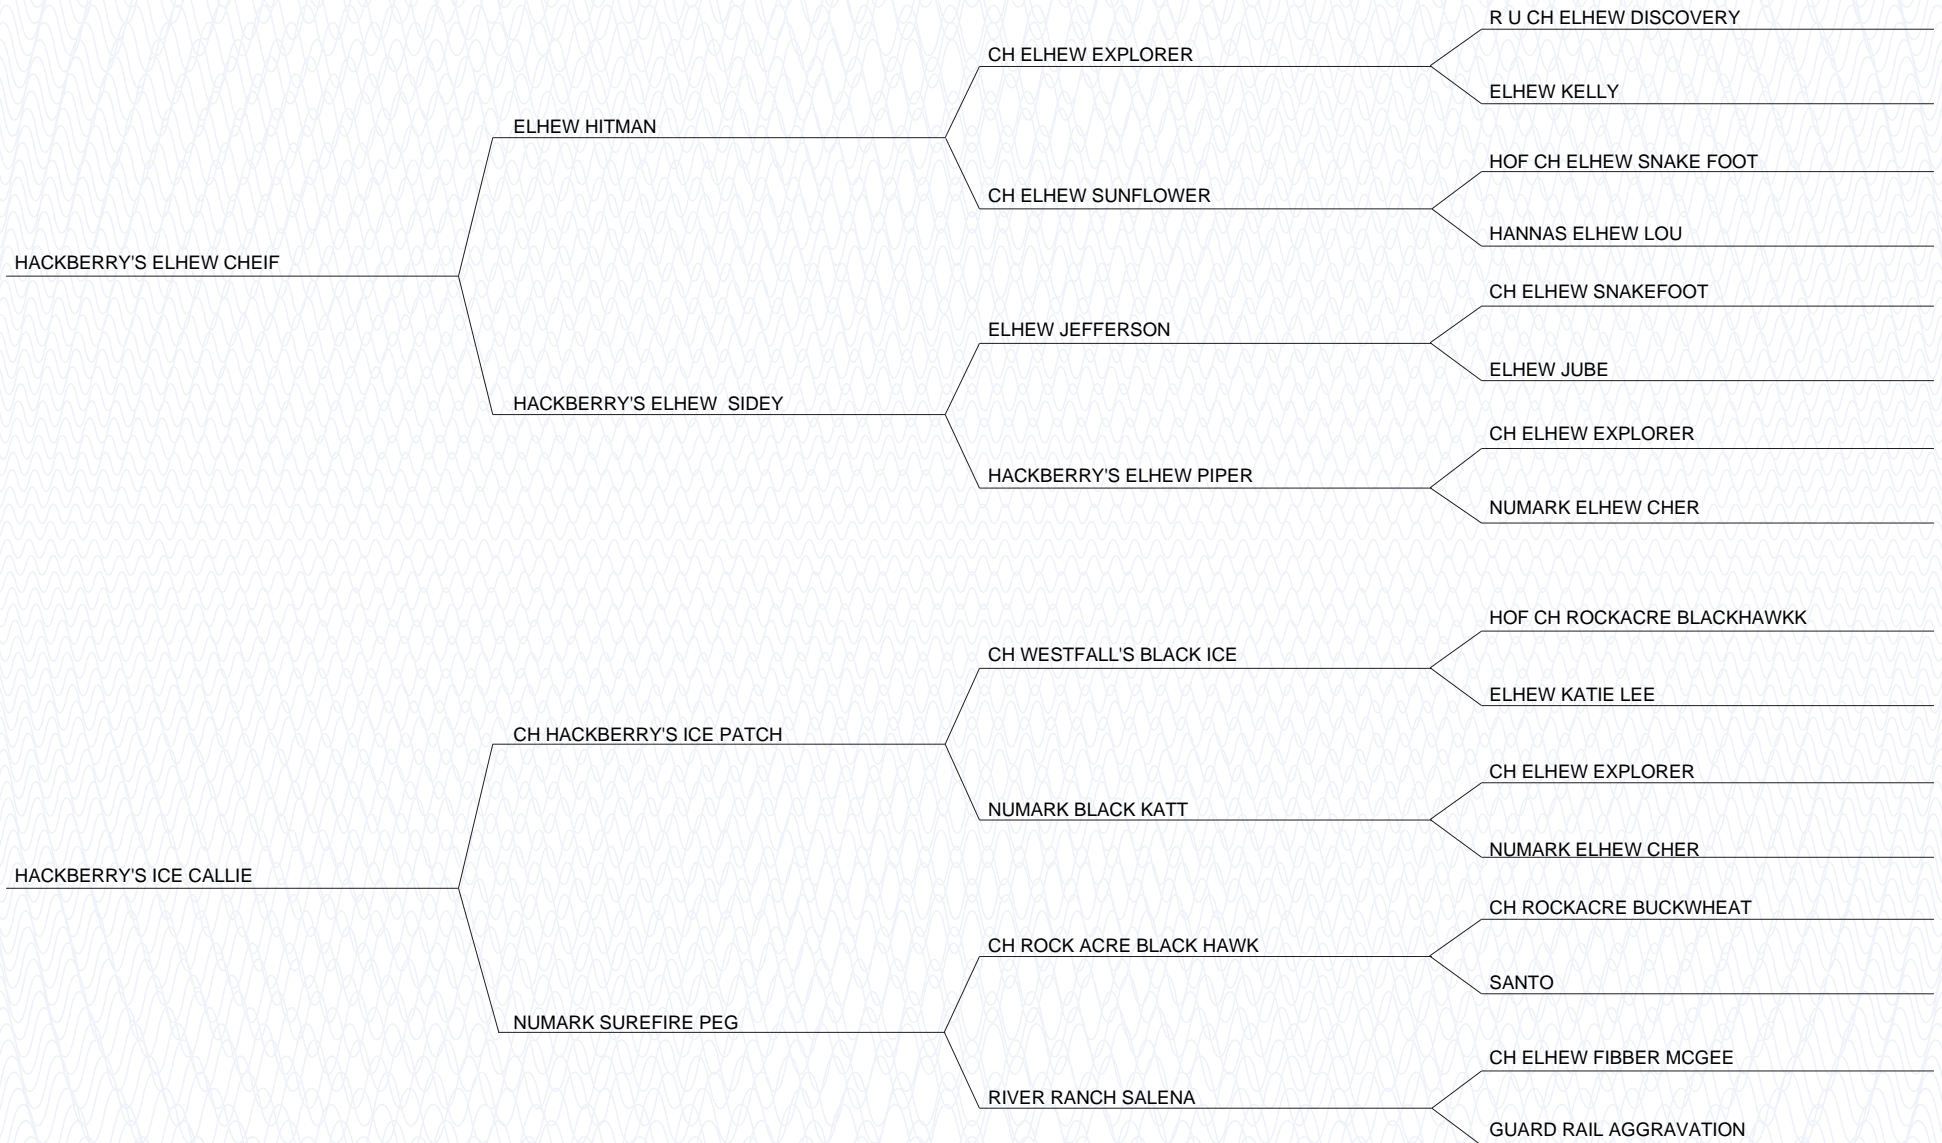 R U CH ELHEW DISCOVERY
CH ELHEW EXPLORER
ELHEW KELLY
ELHEW HITMAN
HOF CH ELHEW SNAKE FOOT
CH ELHEW SUNFLOWER
HANNAS ELHEW LOU
HACKBERRY'S ELHEW CHEIF
CH ELHEW SNAKEFOOT
ELHEW JEFFERSON
ELHEW JUBE
HACKBERRY'S ELHEW  SIDEY
CH ELHEW EXPLORER
HACKBERRY'S ELHEW PIPER
NUMARK ELHEW CHER
HOF CH ROCKACRE BLACKHAWKK
CH WESTFALL'S BLACK ICE
ELHEW KATIE LEE
CH HACKBERRY'S ICE PATCH
CH ELHEW EXPLORER
NUMARK BLACK KATT
NUMARK ELHEW CHER
HACKBERRY'S ICE CALLIE
CH ROCKACRE BUCKWHEAT
CH ROCK ACRE BLACK HAWK
SANTO
NUMARK SUREFIRE PEG
CH ELHEW FIBBER MCGEE
RIVER RANCH SALENA
GUARD RAIL AGGRAVATION